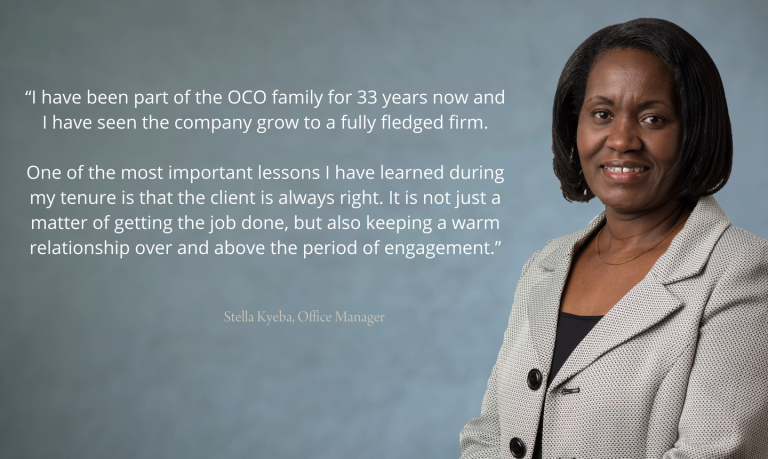 “I have been part of the OCO family for 33 years now and
I have seen the company grow to a fully fledged firm.
One of the most important lessons I have learned during
my tenure is that the client is always right. It is not just a
matter of getting the job done, but also keeping a warm
relationship over and above the period of engagement.”
Stella Kyeba, Office Manager